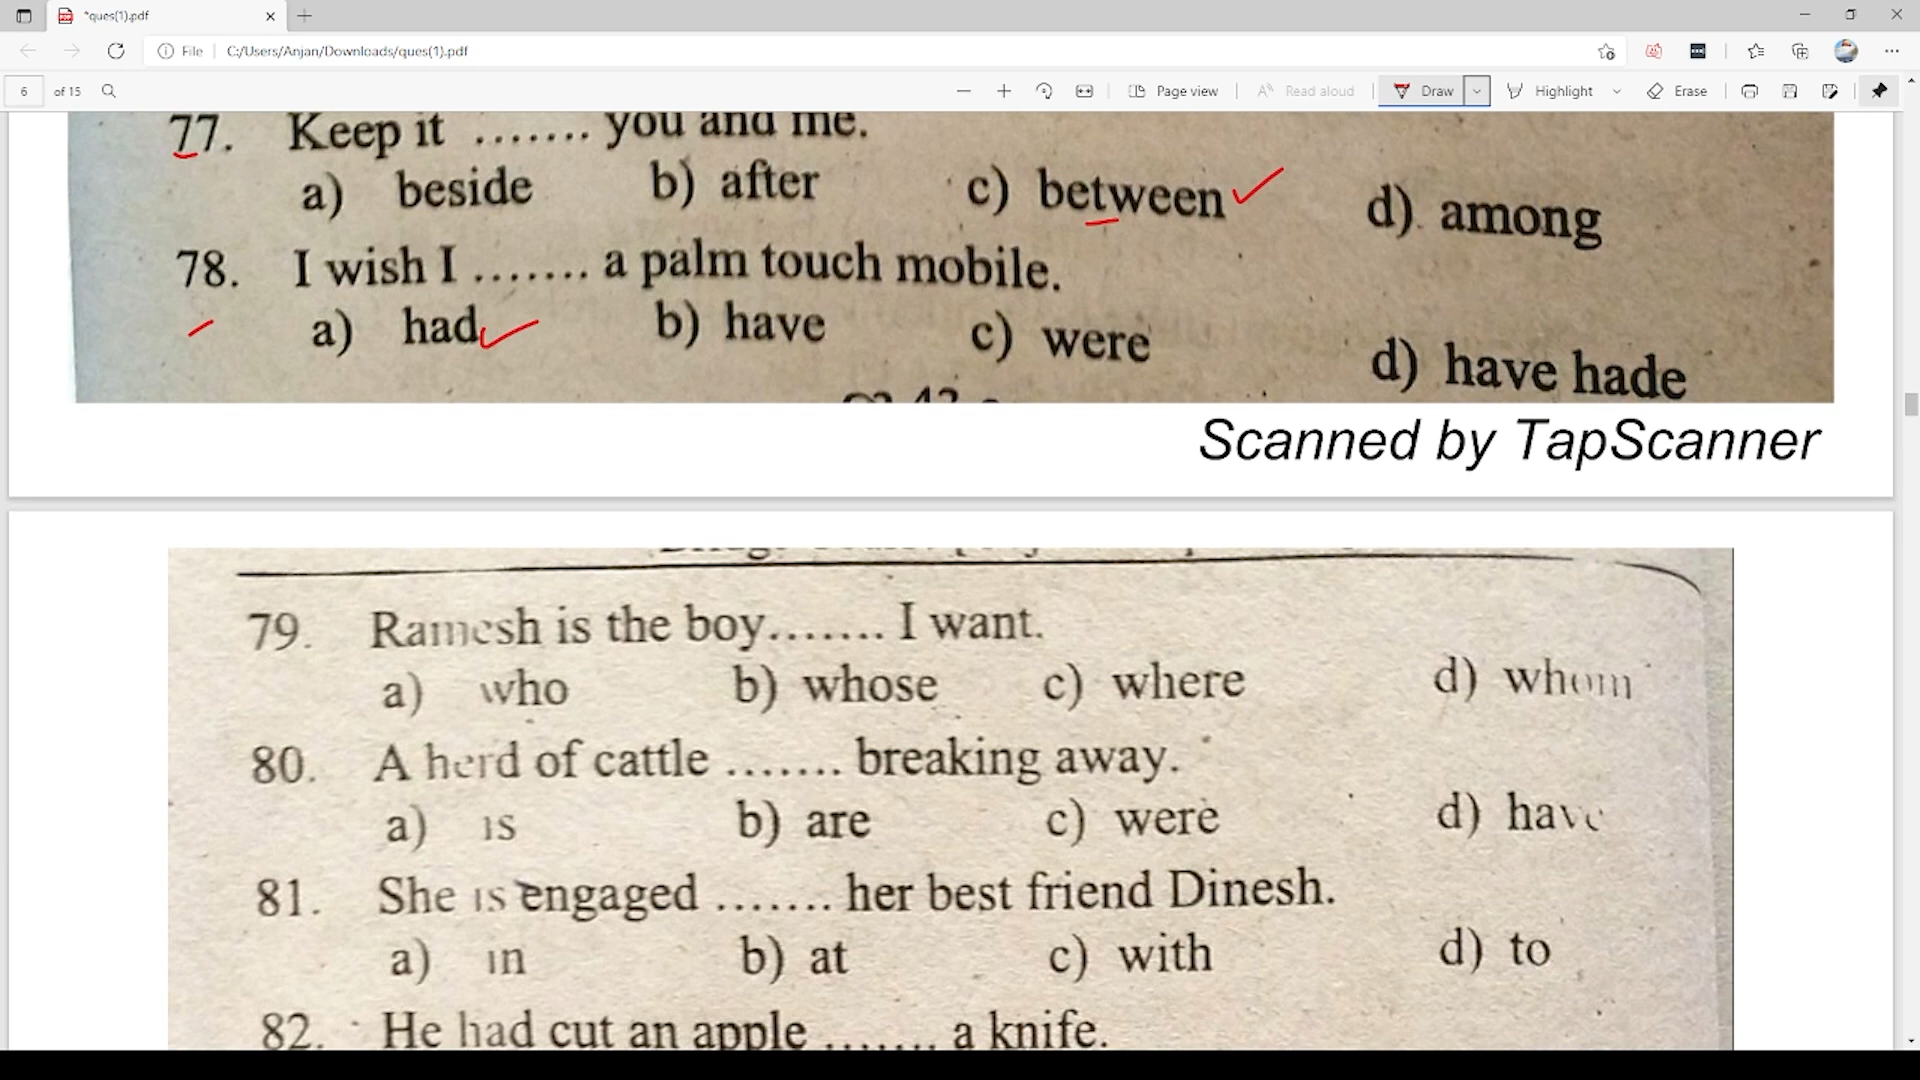 *ques(1).pdf
File C:/Users/Anjan/Downloads/ques(1).pdf
6 of 15 Page view Read aloud Draw Highlight Erase
77. Keep it ....... you and me.
a) beside b) after c) between d) among
78. I wish I ....... a palm touch mobile.
a) had b) have c) were d) have hade
Scanned by TapScanner
79. Ramesh is the boy....... I want.
a) who b) whose c) where d) whom
80. A herd of cattle ....... breaking away.
a) is b) are c) were d) have
81. She is engaged ....... her best friend Dinesh.
a) in b) at c) with d) to
82. He had cut an apple ....... a knife.